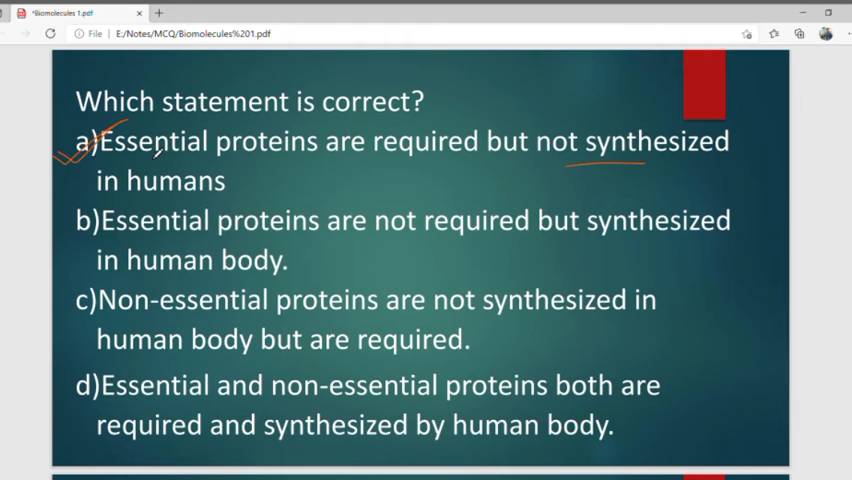 *Biomolecules 1.pdf
File E:/Notes/MCQ/Biomolecules%201.pdf
Which statement is correct?
a)Essential proteins are required but not synthesized
in humans
b)Essential proteins are not required but synthesized
in human body.
c)Non-essential proteins are not synthesized in
human body but are required.
d)Essential and non-essential proteins both are
required and synthesized by human body.